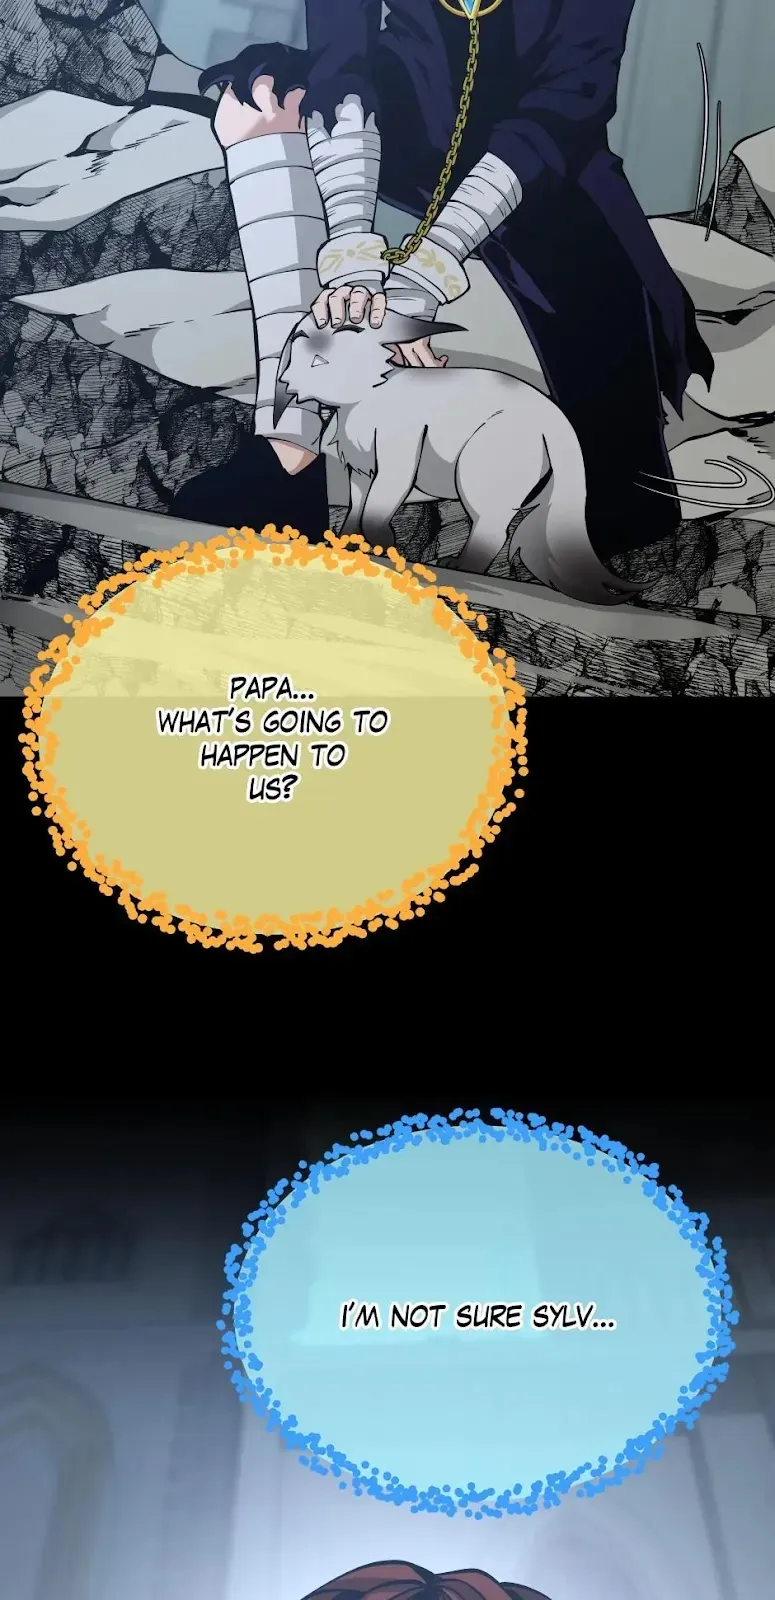 PAPA...
WHAT'S GOING TO
HAPPEN TO
US?
I'M NOT SURE SYLV...